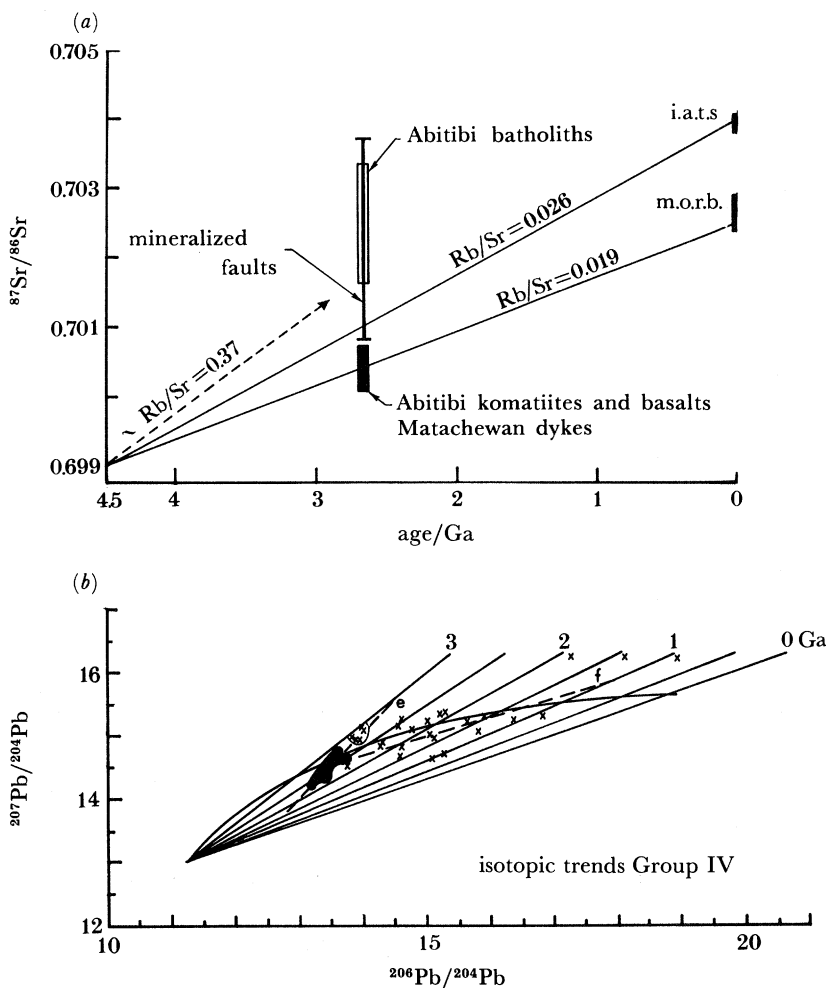 (a)
0.705
0.703
0.701
0.699
⁸⁷Sr/⁸⁶Sr
i.a.t.s
Abitibi batholiths
m.o.r.b.
Rb/Sr=0.026
mineralized
faults
Rb/Sr=0.019
~ Rb/Sr=0.37
Abitibi komatiites and basalts
Matachewan dykes
4.5 4 3 2 1 0
age/Ga
(b)
3 2 1 0 Ga
16
14
12
²⁰⁷Pb/²⁰⁴Pb
e
f
isotopic trends Group IV
10 15 20
²⁰⁶Pb/²⁰⁴Pb